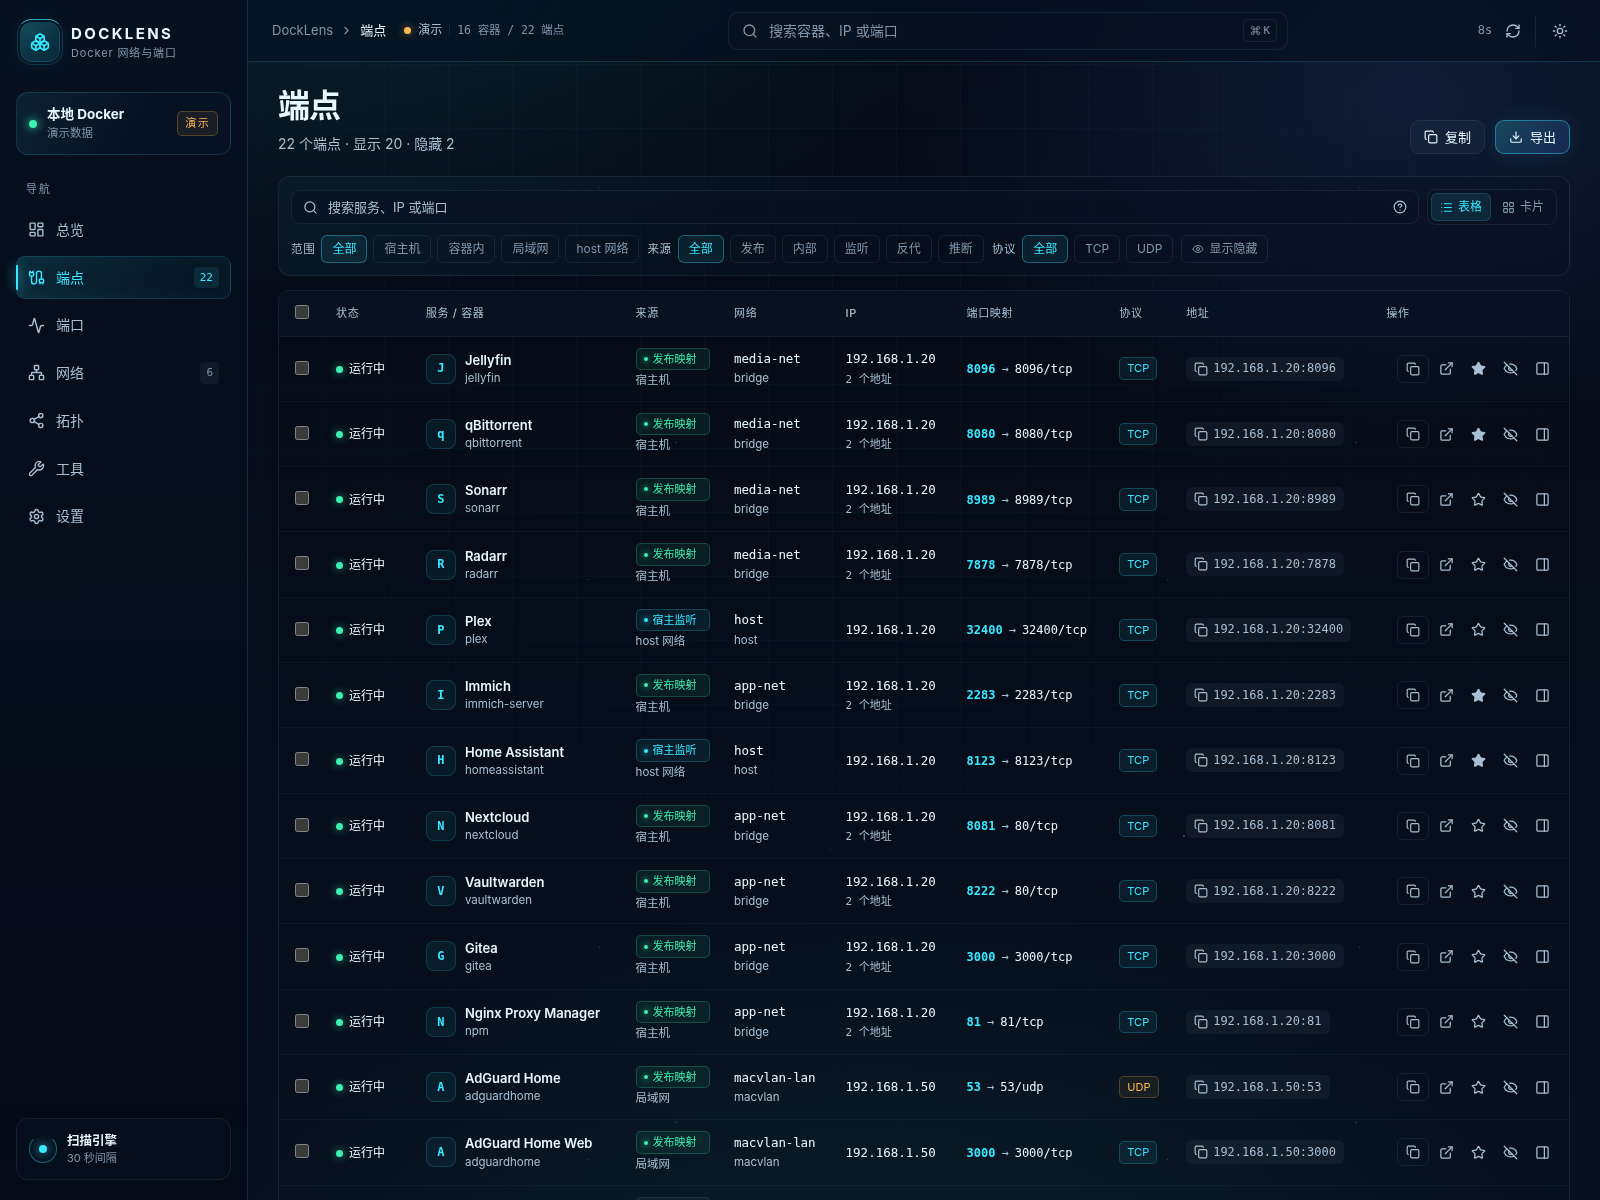 DOCKLENS
Docker 网络与端口
本地 Docker
演示数据
演示
导航
总览
端点
22
端口
网络
6
拓扑
工具
设置
扫描引擎
30 秒间隔
DockLens > 端点
演示
16 容器 / 22 端点
搜索容器、IP 或端口
⌘K
8s
端点
22 个端点 · 显示 20 · 隐藏 2
复制
导出
搜索服务、IP 或端口
表格
卡片
范围 全部 宿主机 容器内 局域网 host 网络 来源 全部 发布 内部 监听 反代 推断 协议 全部 TCP UDP 显示隐藏
状态 服务 / 容器 来源 网络 IP 端口映射 协议 地址 操作
运行中 J Jellyfin 发布映射 media-net 192.168.1.20 8096 → 8096/tcp TCP 192.168.1.20:8096
jellyfin 宿主机 bridge 2 个地址
运行中 q qBittorrent 发布映射 media-net 192.168.1.20 8080 → 8080/tcp TCP 192.168.1.20:8080
qbittorrent 宿主机 bridge 2 个地址
运行中 S Sonarr 发布映射 media-net 192.168.1.20 8989 → 8989/tcp TCP 192.168.1.20:8989
sonarr 宿主机 bridge 2 个地址
运行中 R Radarr 发布映射 media-net 192.168.1.20 7878 → 7878/tcp TCP 192.168.1.20:7878
radarr 宿主机 bridge 2 个地址
运行中 P Plex 宿主监听 host 192.168.1.20 32400 → 32400/tcp TCP 192.168.1.20:32400
plex host 网络 host
运行中 I Immich 发布映射 app-net 192.168.1.20 2283 → 2283/tcp TCP 192.168.1.20:2283
immich-server 宿主机 bridge 2 个地址
运行中 H Home Assistant 宿主监听 host 192.168.1.20 8123 → 8123/tcp TCP 192.168.1.20:8123
homeassistant host 网络 host
运行中 N Nextcloud 发布映射 app-net 192.168.1.20 8081 → 80/tcp TCP 192.168.1.20:8081
nextcloud 宿主机 bridge 2 个地址
运行中 V Vaultwarden 发布映射 app-net 192.168.1.20 8222 → 80/tcp TCP 192.168.1.20:8222
vaultwarden 宿主机 bridge 2 个地址
运行中 G Gitea 发布映射 app-net 192.168.1.20 3000 → 3000/tcp TCP 192.168.1.20:3000
gitea 宿主机 bridge 2 个地址
运行中 N Nginx Proxy Manager 发布映射 app-net 192.168.1.20 81 → 81/tcp TCP 192.168.1.20:81
npm 宿主机 bridge 2 个地址
运行中 A AdGuard Home 发布映射 macvlan-lan 192.168.1.50 53 → 53/udp UDP 192.168.1.50:53
adguardhome 局域网 macvlan
运行中 A AdGuard Home Web 发布映射 macvlan-lan 192.168.1.50 3000 → 3000/tcp TCP 192.168.1.50:3000
adguardhome 局域网 macvlan